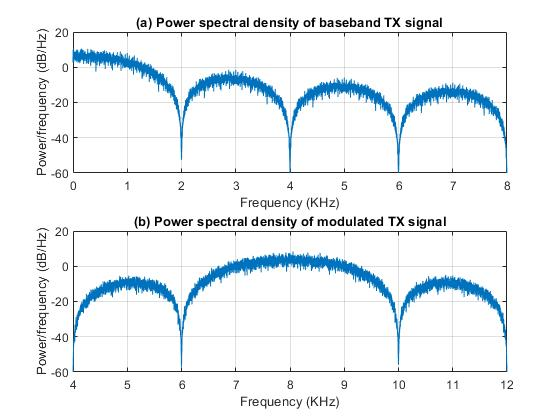 (a) Power spectral density of baseband TX signal
Power/frequency (dB/Hz)
20
0
-20
-40
-60
0 1 2 3 4 5 6 7 8
Frequency (KHz)
(b) Power spectral density of modulated TX signal
Power/frequency (dB/Hz)
20
0
-20
-40
-60
4 5 6 7 8 9 10 11 12
Frequency (KHz)